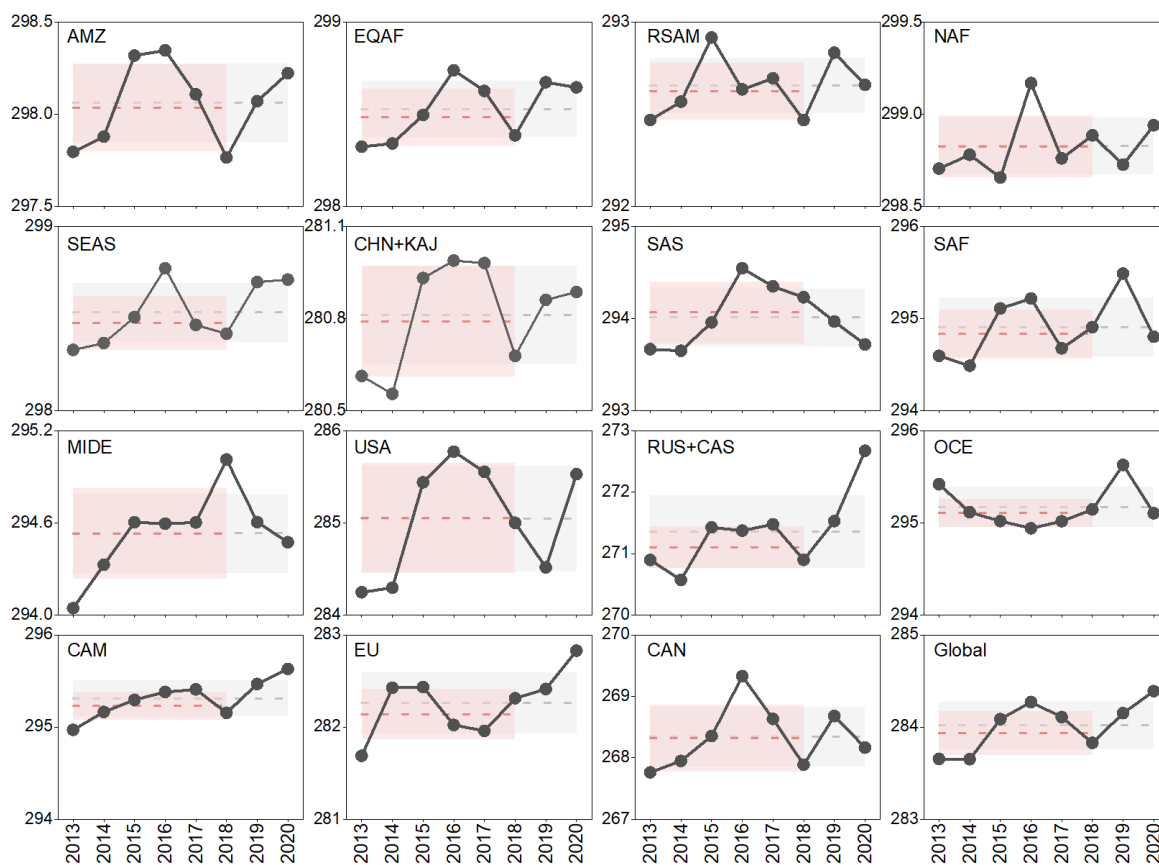 298.5
298.0
297.5
AMZ
299
298
EQAF
293
292
RSAM
299.5
299.0
298.5
NAF
299
298
SEAS
281.1
280.8
280.5
CHN+KAJ
295
294
293
SAS
296
295
294
SAF
295.2
294.6
294.0
MIDE
286
285
284
USA
273
272
271
270
RUS+CAS
296
295
294
OCE
296
295
294
CAM
283
282
281
EU
270
269
268
267
CAN
285
284
283
Global
2013 2014 2015 2016 2017 2018 2019 2020
2013 2014 2015 2016 2017 2018 2019 2020
2013 2014 2015 2016 2017 2018 2019 2020
2013 2014 2015 2016 2017 2018 2019 2020